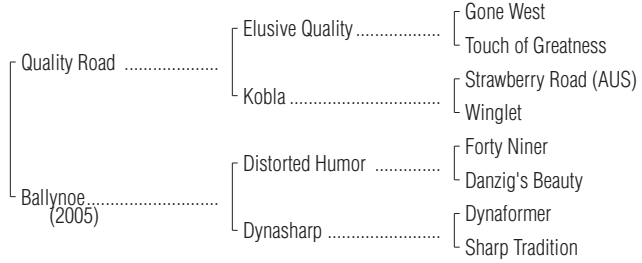 Gone West
Elusive Quality
Touch of Greatness
Quality Road
Strawberry Road (AUS)
Kobla
Winglet
Forty Niner
Distorted Humor
Danzig's Beauty
Ballynoe
(2005)
Dynaformer
Dynasharp
Sharp Tradition